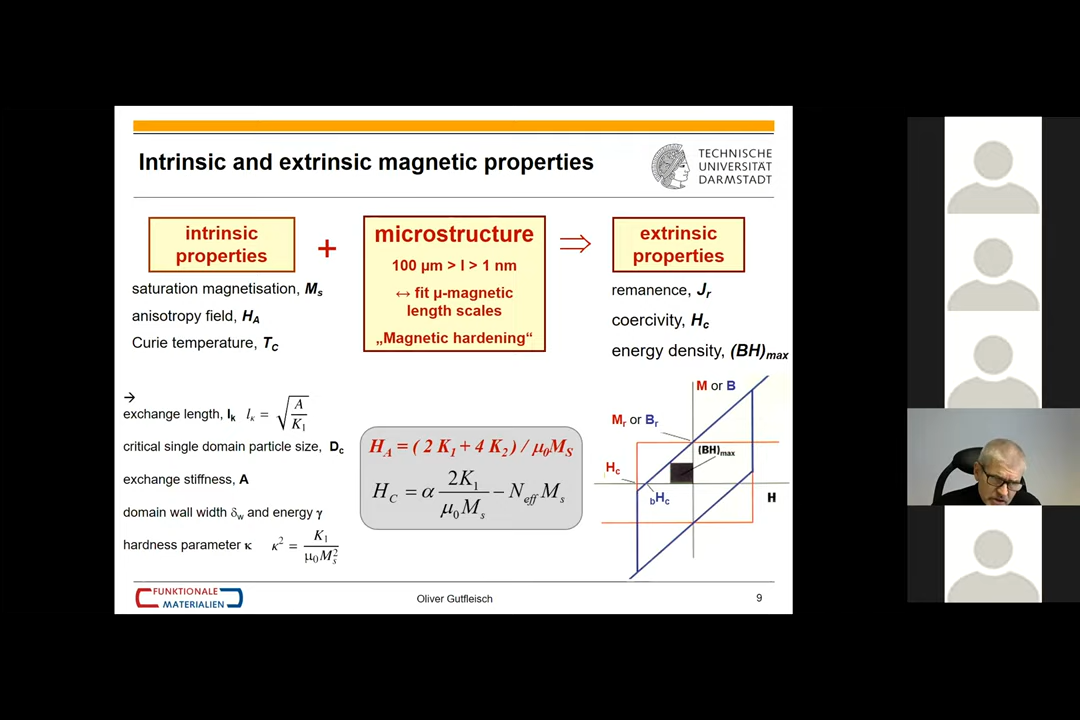 Intrinsic and extrinsic magnetic properties
TECHNISCHE
UNIVERSITÄT
DARMSTADT
intrinsic
properties
+
microstructure
100 µm > l > 1 nm
↔ fit µ-magnetic
length scales
„Magnetic hardening“
⇒
extrinsic
properties
saturation magnetisation, Ms
anisotropy field, HA
Curie temperature, TC
remanence, Jr
coercivity, Hc
energy density, (BH)max
→
exchange length, lk lκ = √(A/K1)
critical single domain particle size, Dc
exchange stiffness, A
domain wall width δw and energy γ
hardness parameter κ κ² = K1/(µ0Ms²)
HA = ( 2 K1 + 4 K2 ) / µ0MS
HC = α 2K1/(µ0Ms) − Neff Ms
M or B
Mr or Br
(BH)max
Hc
bHc
H
FUNKTIONALE
MATERIALIEN
Oliver Gutfleisch
9